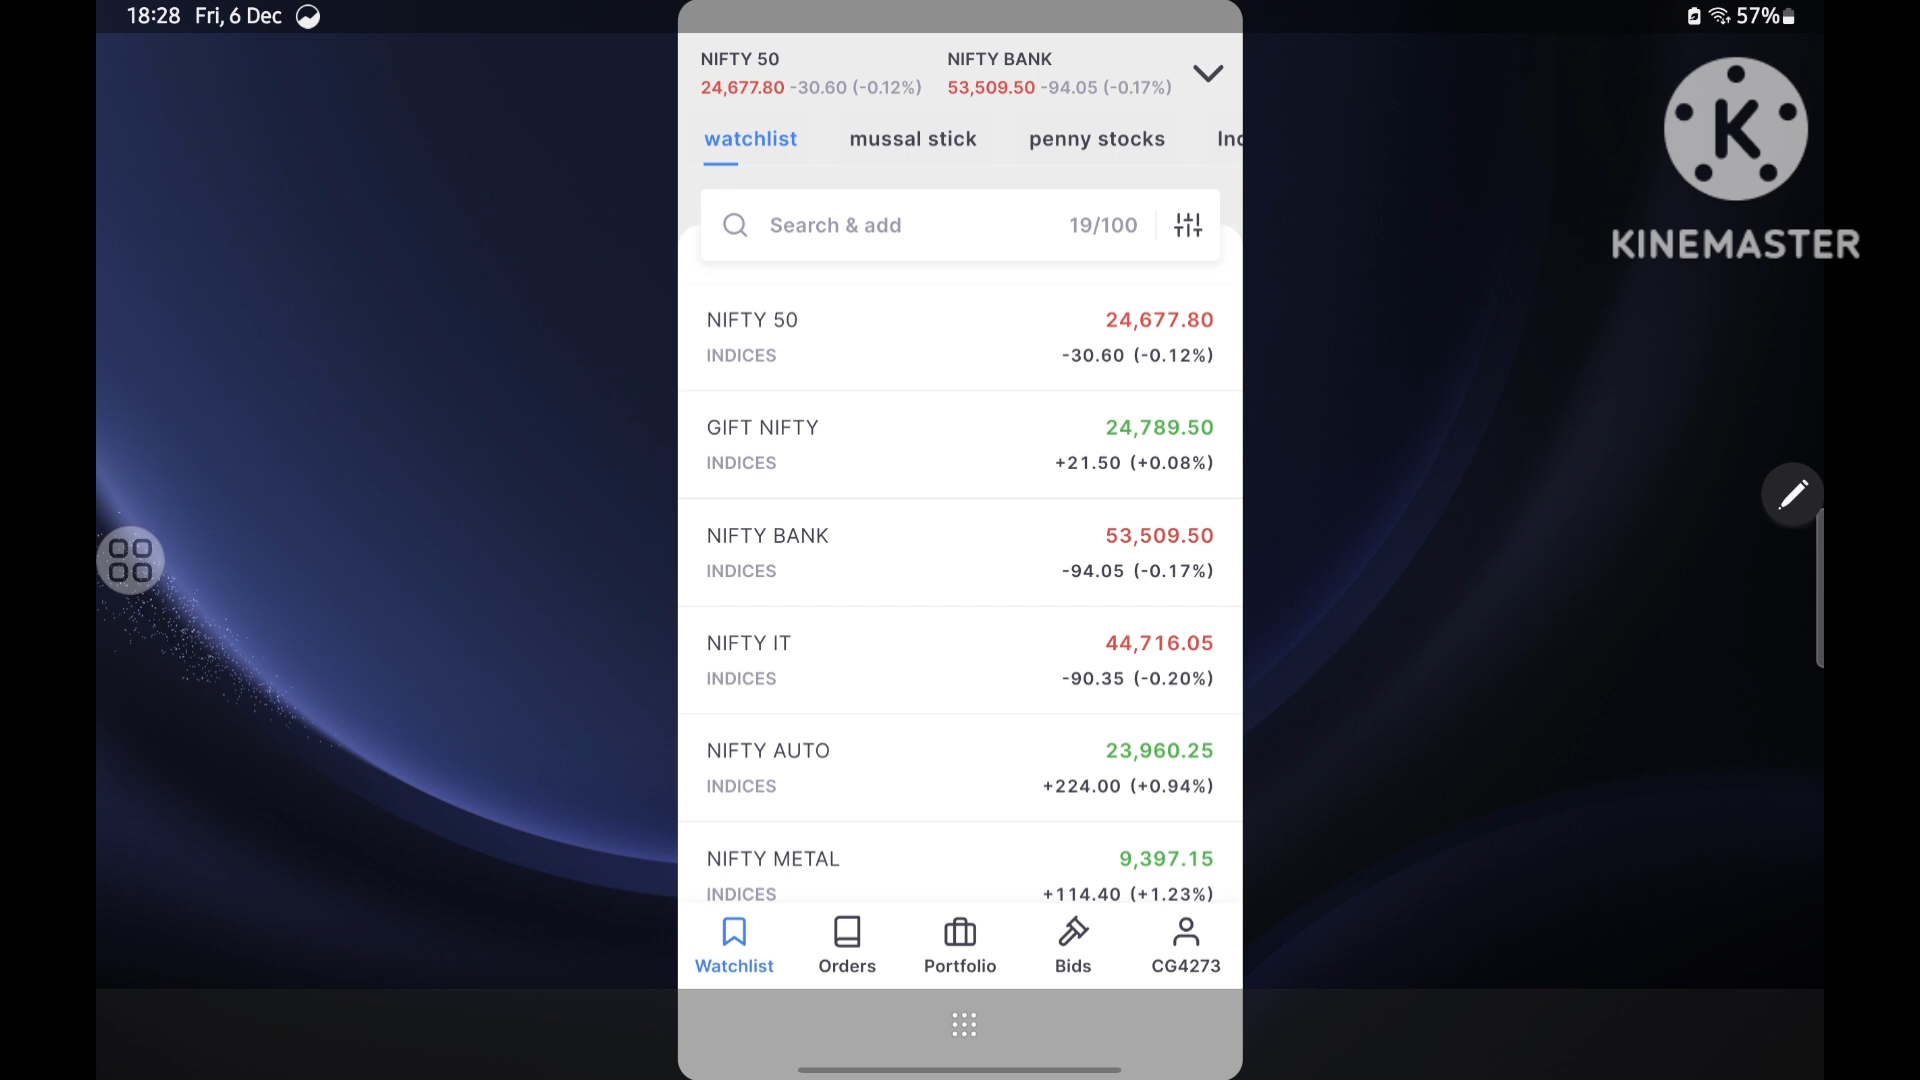 18:28 Fri, 6 Dec
57%
NIFTY 50 NIFTY BANK
24,677.80 -30.60 (-0.12%) 53,509.50 -94.05 (-0.17%)
watchlist mussal stick penny stocks
Search & add 19/100
NIFTY 50 24,677.80
INDICES -30.60 (-0.12%)
GIFT NIFTY 24,789.50
INDICES +21.50 (+0.08%)
NIFTY BANK 53,509.50
INDICES -94.05 (-0.17%)
NIFTY IT 44,716.05
INDICES -90.35 (-0.20%)
NIFTY AUTO 23,960.25
INDICES +224.00 (+0.94%)
NIFTY METAL 9,397.15
INDICES +114.40 (+1.23%)
Watchlist Orders Portfolio Bids CG4273
K
KINEMASTER